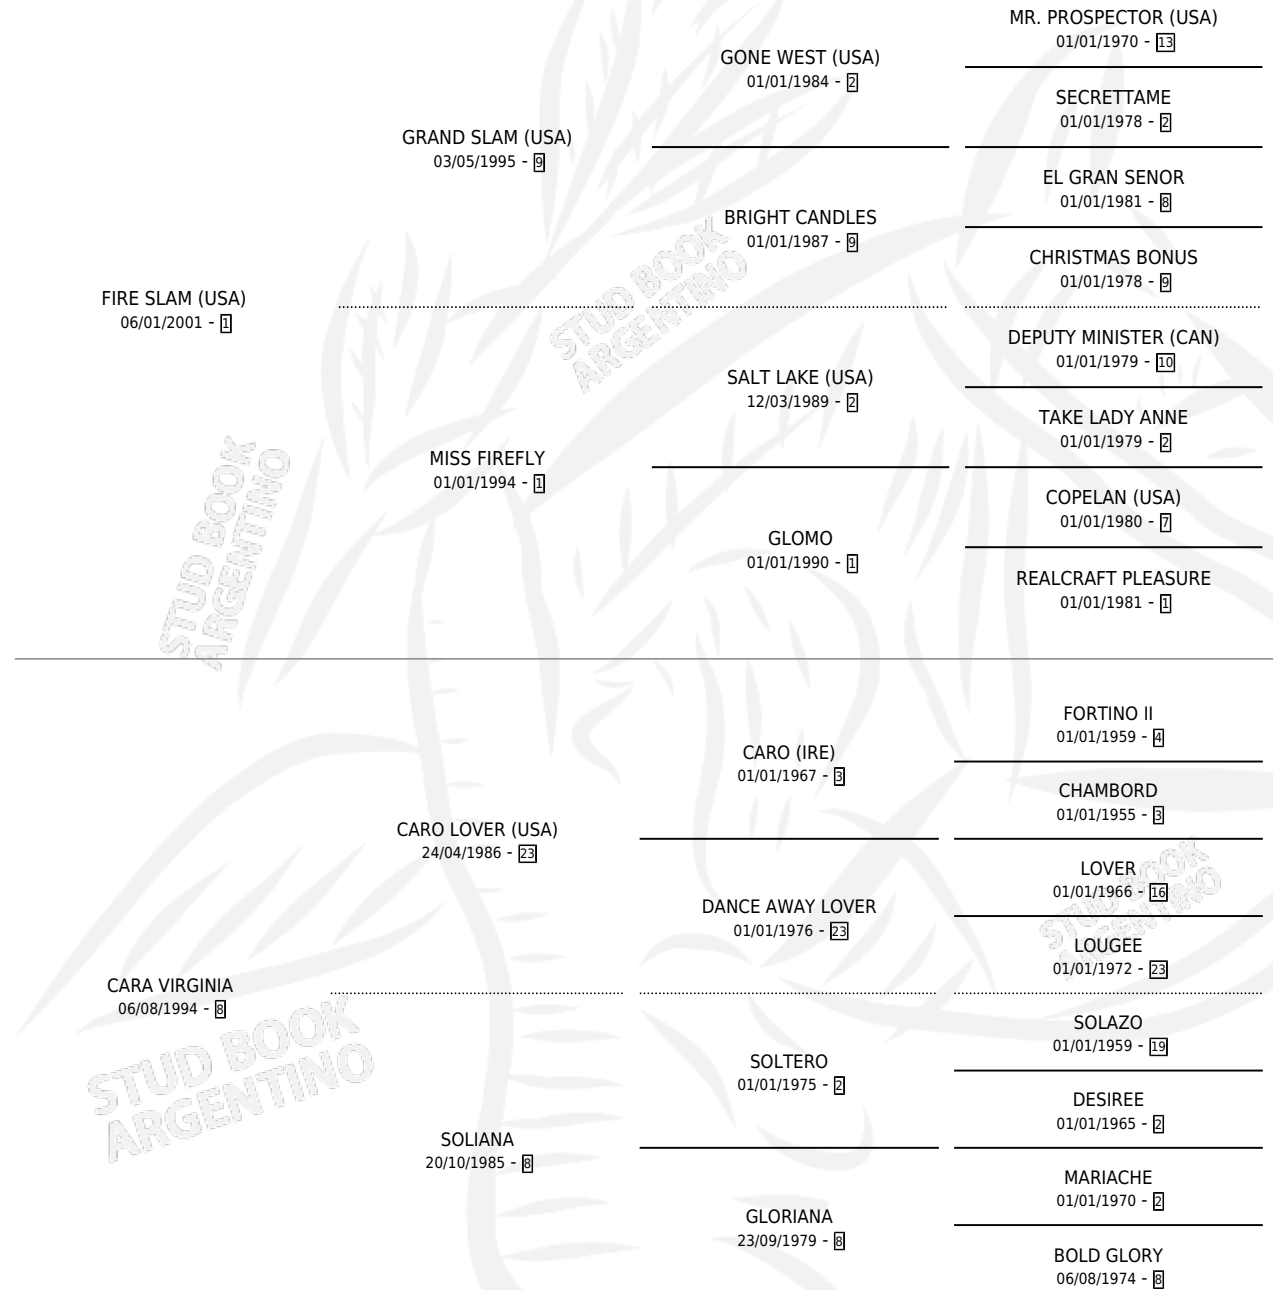 MR. PROSPECTOR (USA)
01/01/1970 - 13
GONE WEST (USA)
01/01/1984 - 2
SECRETTAME
01/01/1978 - 2
GRAND SLAM (USA)
03/05/1995 - 9
EL GRAN SENOR
01/01/1981 - 8
BRIGHT CANDLES
01/01/1987 - 9
CHRISTMAS BONUS
01/01/1978 - 9
FIRE SLAM (USA)
06/01/2001 - 1
STUD BOOK
ARGENTINO
DEPUTY MINISTER (CAN)
01/01/1979 - 10
SALT LAKE (USA)
12/03/1989 - 2
TAKE LADY ANNE
01/01/1979 - 2
MISS FIREFLY
01/01/1994 - 1
COPELAN (USA)
01/01/1980 - 7
GLOMO
01/01/1990 - 1
REALCRAFT PLEASURE
01/01/1981 - 1
STUD BOOK
ARGENTINO
FORTINO II
01/01/1959 - 4
CARO (IRE)
01/01/1967 - 3
CHAMBORD
01/01/1955 - 3
CARO LOVER (USA)
24/04/1986 - 23
LOVER
01/01/1966 - 16
DANCE AWAY LOVER
01/01/1976 - 23
STUD BOOK
ARGENTINO
LOUGEE
01/01/1972 - 23
CARA VIRGINIA
06/08/1994 - 8
SOLAZO
01/01/1959 - 19
SOLTERO
01/01/1975 - 2
STUD BOOK
ARGENTINO
DESIREE
01/01/1965 - 2
SOLIANA
20/10/1985 - 8
MARIACHE
01/01/1970 - 2
GLORIANA
23/09/1979 - 8
BOLD GLORY
06/08/1974 - 8